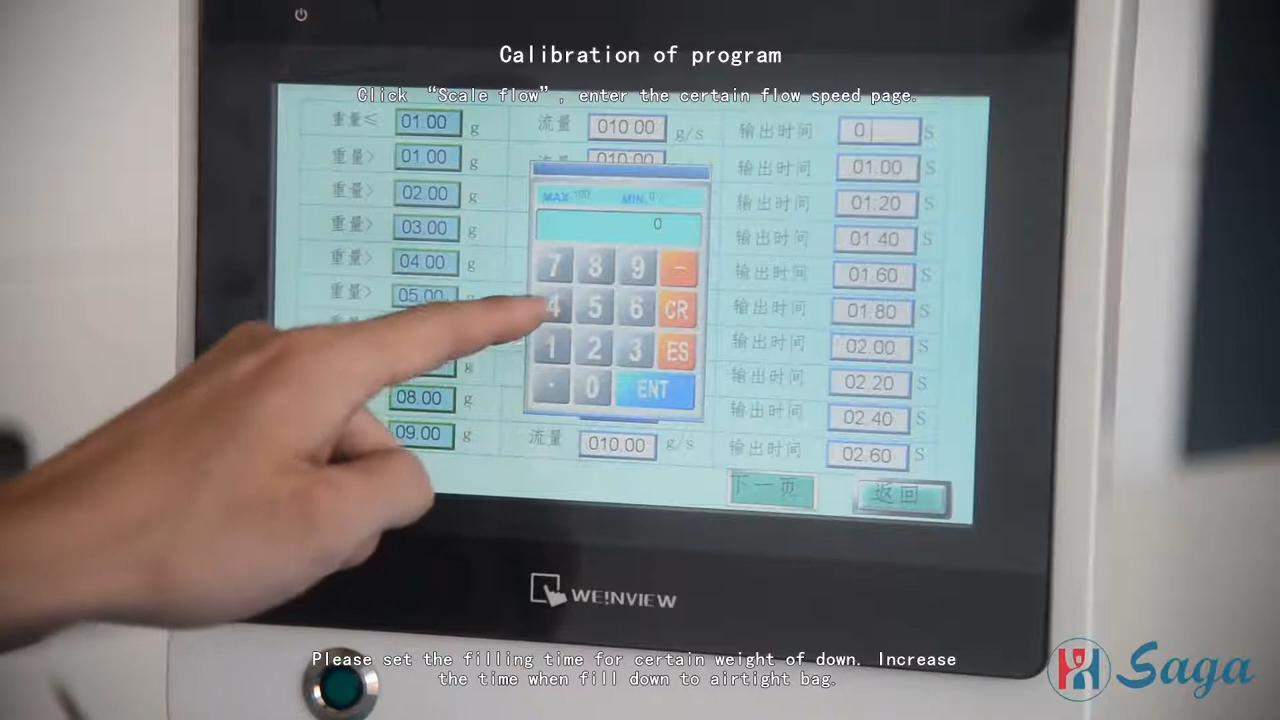 Calibration of program
Click “Scale flow”, enter the certain flow speed page.
重量≤ 01.00 g 流量 010.00 g/s 输出时间 0 S
重量> 01.00 g 流量 010.00 输出时间 01.00 S
重量> 02.00 g 输出时间 01.20 S
重量> 03.00 g 输出时间 01.40 S
重量> 04.00 g 输出时间 01.60 S
重量> 05.00 g 输出时间 01.80 S
输出时间 02.00 S
g 输出时间 02.20 S
08.00 g 输出时间 02.40 S
09.00 g 流量 010.00 g/s 输出时间 02.60 S
MAX 100 MIN. 0
0
7 8 9 -
4 5 6 CR
1 2 3 ES
. 0 ENT
下一页 返回
WEINVIEW
Please set the filling time for certain weight of down. Increase
the time when fill down to airtight bag.
Saga